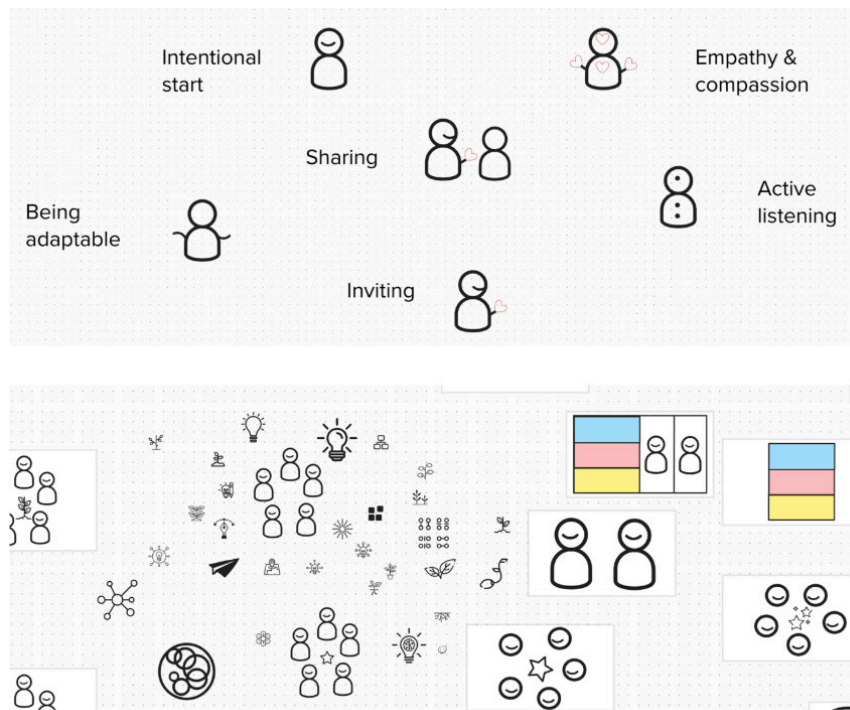 Intentional
start
Empathy &
compassion
Sharing
Active
listening
Being
adaptable
Inviting